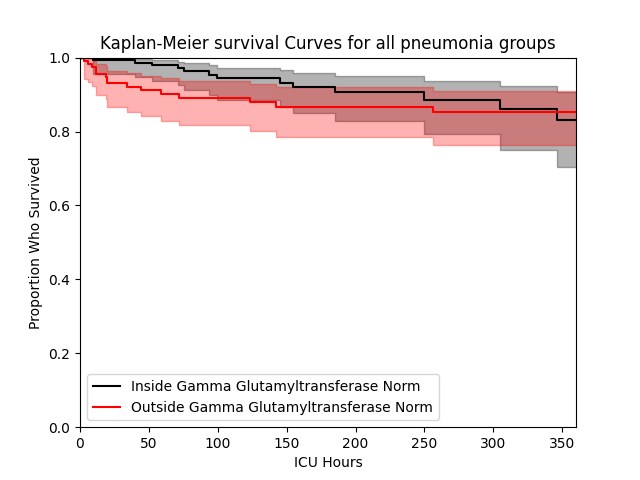 Kaplan-Meier survival Curves for all pneumonia groups
1.0
0.8
0.6
0.4
0.2
0.0
Proportion Who Survived
Inside Gamma Glutamyltransferase Norm
Outside Gamma Glutamyltransferase Norm
0 50 100 150 200 250 300 350
ICU Hours